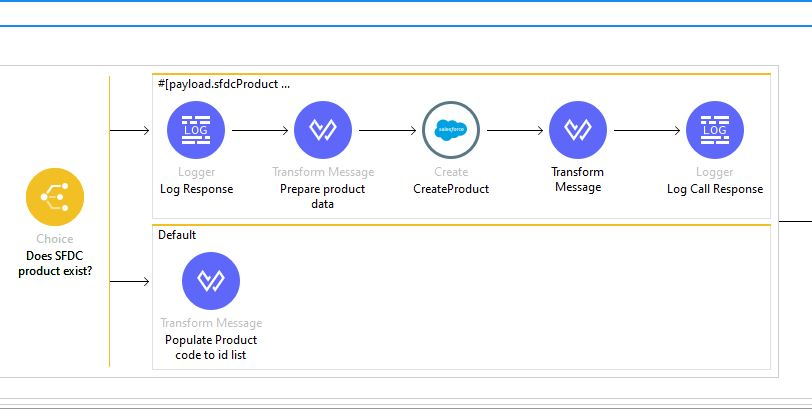 #[payload.sfdcProduct ...
LOG
Logger
Log Response
Transform Message
Prepare product
data
salesforce
Create
CreateProduct
Transform
Message
LOG
Logger
Log Call Response
Choice
Does SFDC
product exist?
Default
Transform Message
Populate Product
code to id list